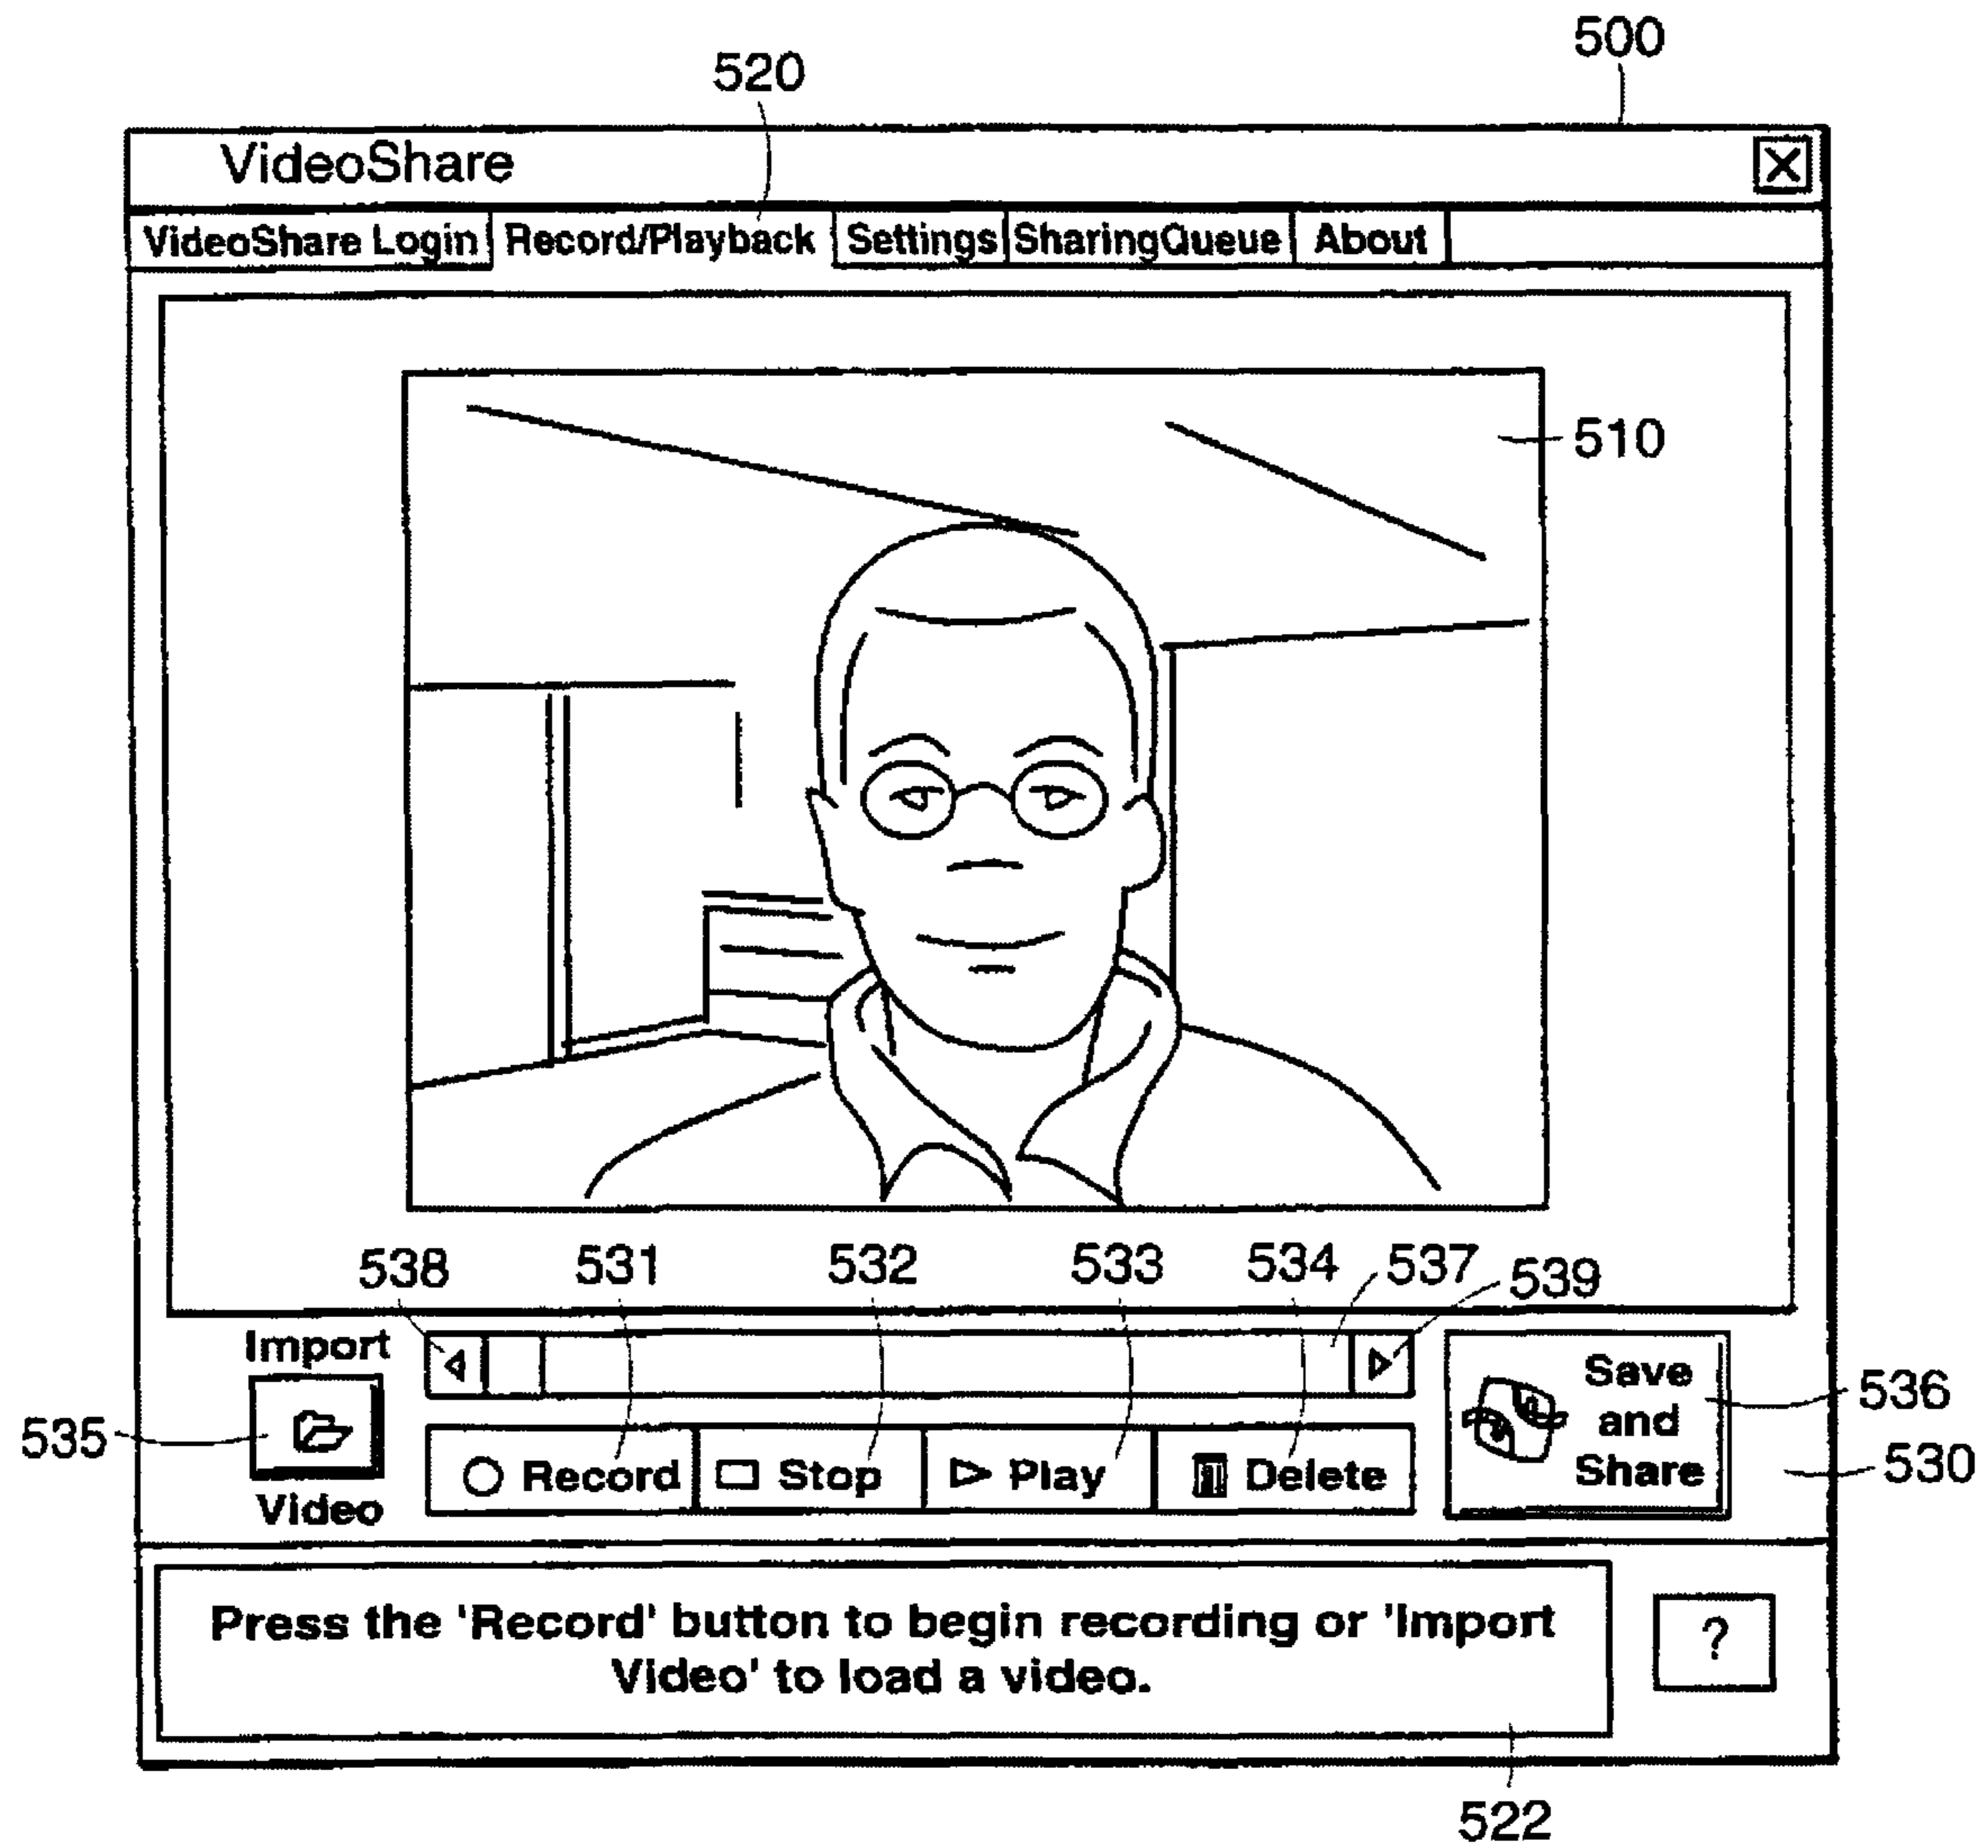 500
520
VideoShare
VideoShare Login Record/Playback Settings SharingQueue About
510
538 531 532 533 534 537 539
Import
Video
535
Record Stop Play Delete
Save
and
Share
536
530
Press the 'Record' button to begin recording or 'Import
Video' to load a video.
?
522